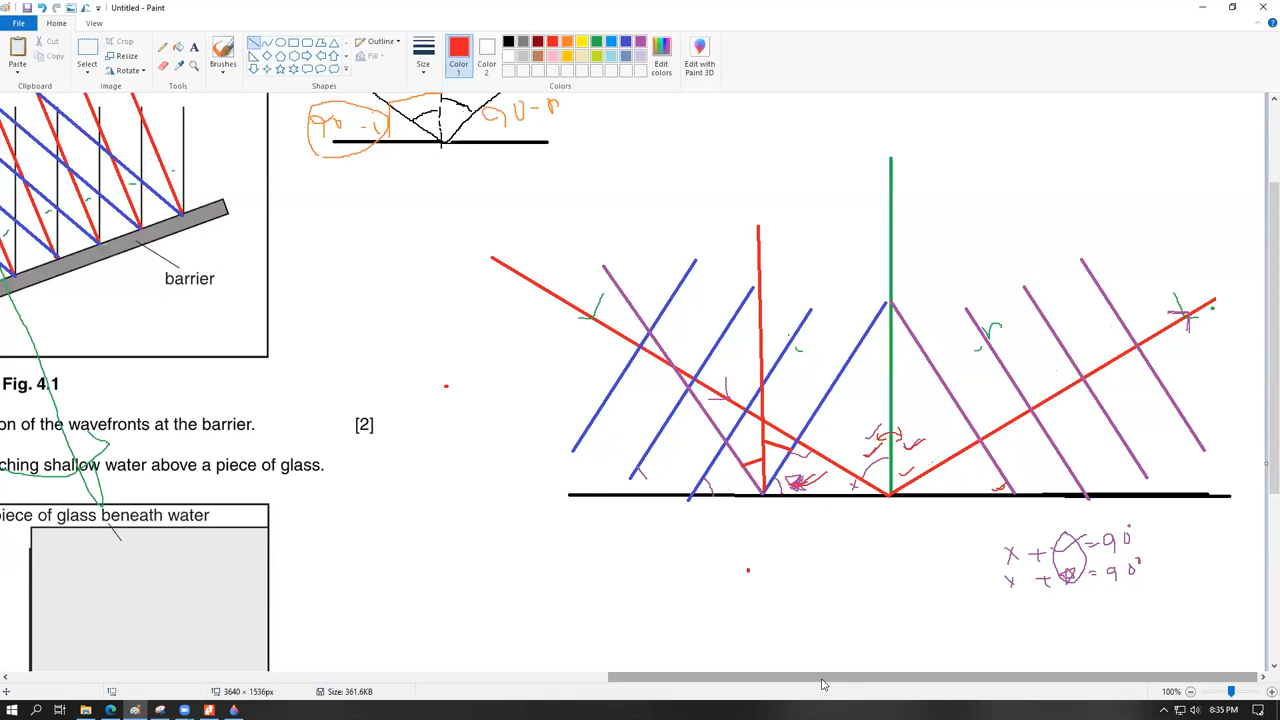 Untitled - Paint
File
Home
View
Paste
Cut
Copy
Clipboard
Select
Crop
Resize
Rotate
Image
Tools
Brushes
Outline
Fill
Shapes
Size
Color 1
Color 2
Edit colors
Colors
Edit with Paint 3D
90 - i
90 - r
barrier
Fig. 4.1
on of the wavefronts at the barrier.
[2]
ching shallow water above a piece of glass.
piece of glass beneath water
r
x
x + = 90°
x + = 90°
3640 × 1536px
Size: 361.6KB
100%
8:35 PM